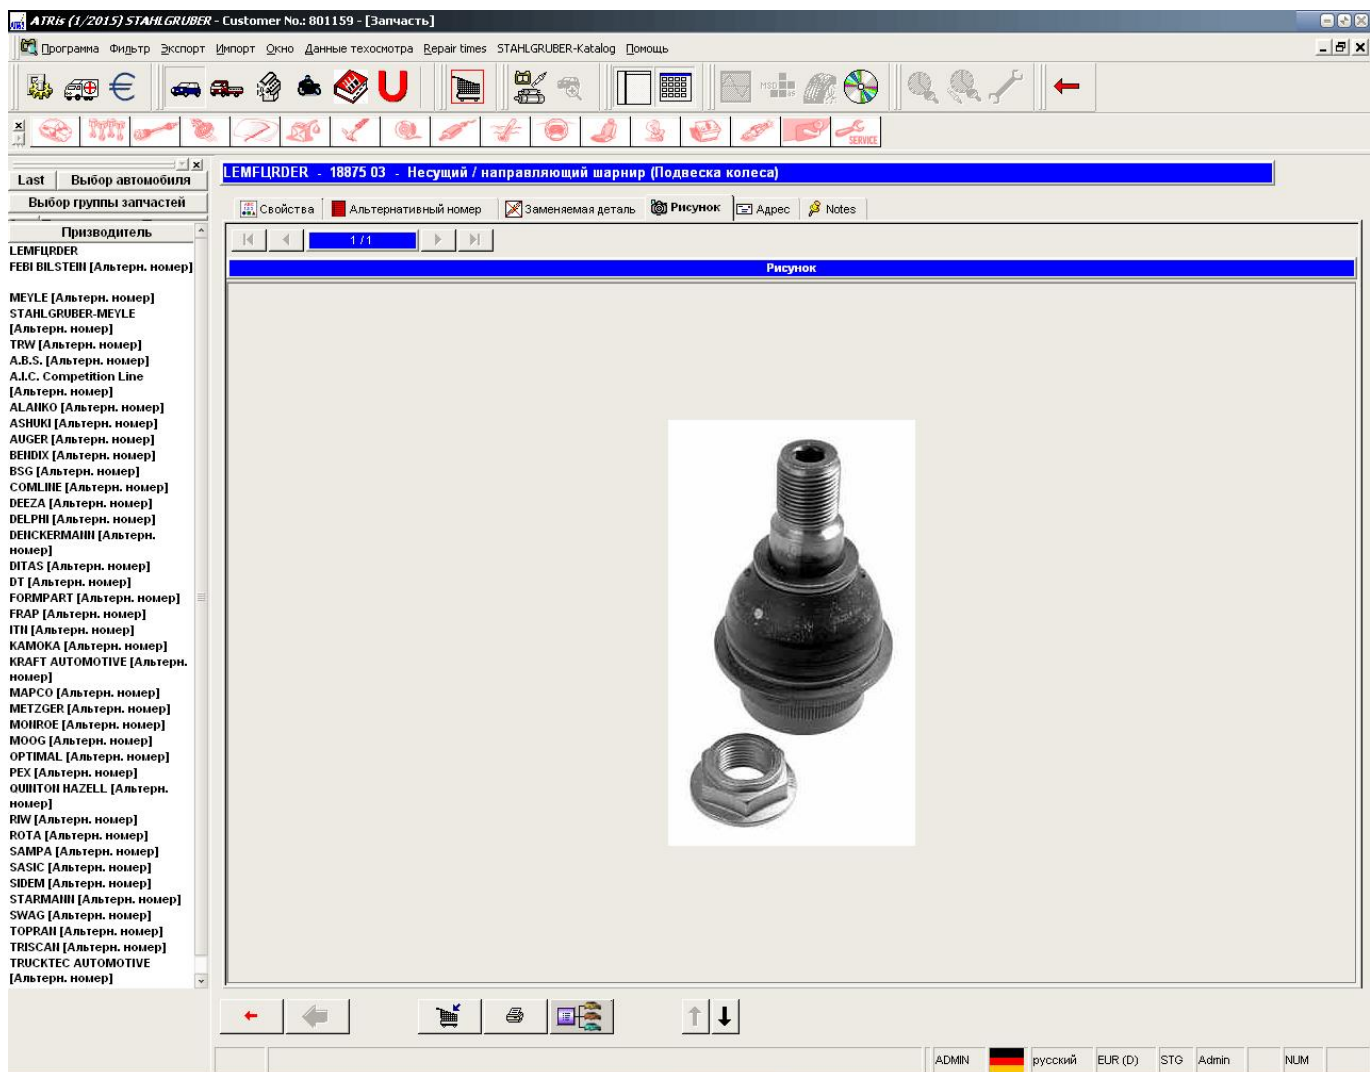 ATRis (1/2015) STAHLGRUBER - Customer No.: 801159 - [Запчасть]
Программа Фильтр Экспорт Импорт Окно Данные техосмотра Repair times STAHLGRUBER-Katalog Помощь
SERVICE
Last Выбор автомобиля
Выбор группы запчастей
Призводитель
LEMFЦRDER
FEBI BILSTEIN [Альтерн. номер]
MEYLE [Альтерн. номер]
STAHLGRUBER-MEYLE
[Альтерн. номер]
TRW [Альтерн. номер]
A.B.S. [Альтерн. номер]
A.I.C. Competition Line
[Альтерн. номер]
ALANKO [Альтерн. номер]
ASHUKI [Альтерн. номер]
AUGER [Альтерн. номер]
BENDIX [Альтерн. номер]
BSG [Альтерн. номер]
COMLINE [Альтерн. номер]
DEEZA [Альтерн. номер]
DELPHI [Альтерн. номер]
DENCKERMANN [Альтерн.
номер]
DITAS [Альтерн. номер]
DT [Альтерн. номер]
FORMPART [Альтерн. номер]
FRAP [Альтерн. номер]
ITN [Альтерн. номер]
KAMOKA [Альтерн. номер]
KRAFT AUTOMOTIVE [Альтерн.
номер]
MAPCO [Альтерн. номер]
METZGER [Альтерн. номер]
MONROE [Альтерн. номер]
MOOG [Альтерн. номер]
OPTIMAL [Альтерн. номер]
PEX [Альтерн. номер]
QUINTON HAZELL [Альтерн.
номер]
RIW [Альтерн. номер]
ROTA [Альтерн. номер]
SAMPA [Альтерн. номер]
SASIC [Альтерн. номер]
SIDEM [Альтерн. номер]
STARMANN [Альтерн. номер]
SWAG [Альтерн. номер]
TOPRAN [Альтерн. номер]
TRISCAN [Альтерн. номер]
TRUCKTEC AUTOMOTIVE
[Альтерн. номер]
LEMFЦRDER - 18875 03 - Несущий / направляющий шарнир (Подвеска колеса)
Свойства Альтернативный номер Заменяемая деталь Рисунок Адрес Notes
1 / 1
Рисунок
ADMIN русский EUR (D) STG Admin NUM